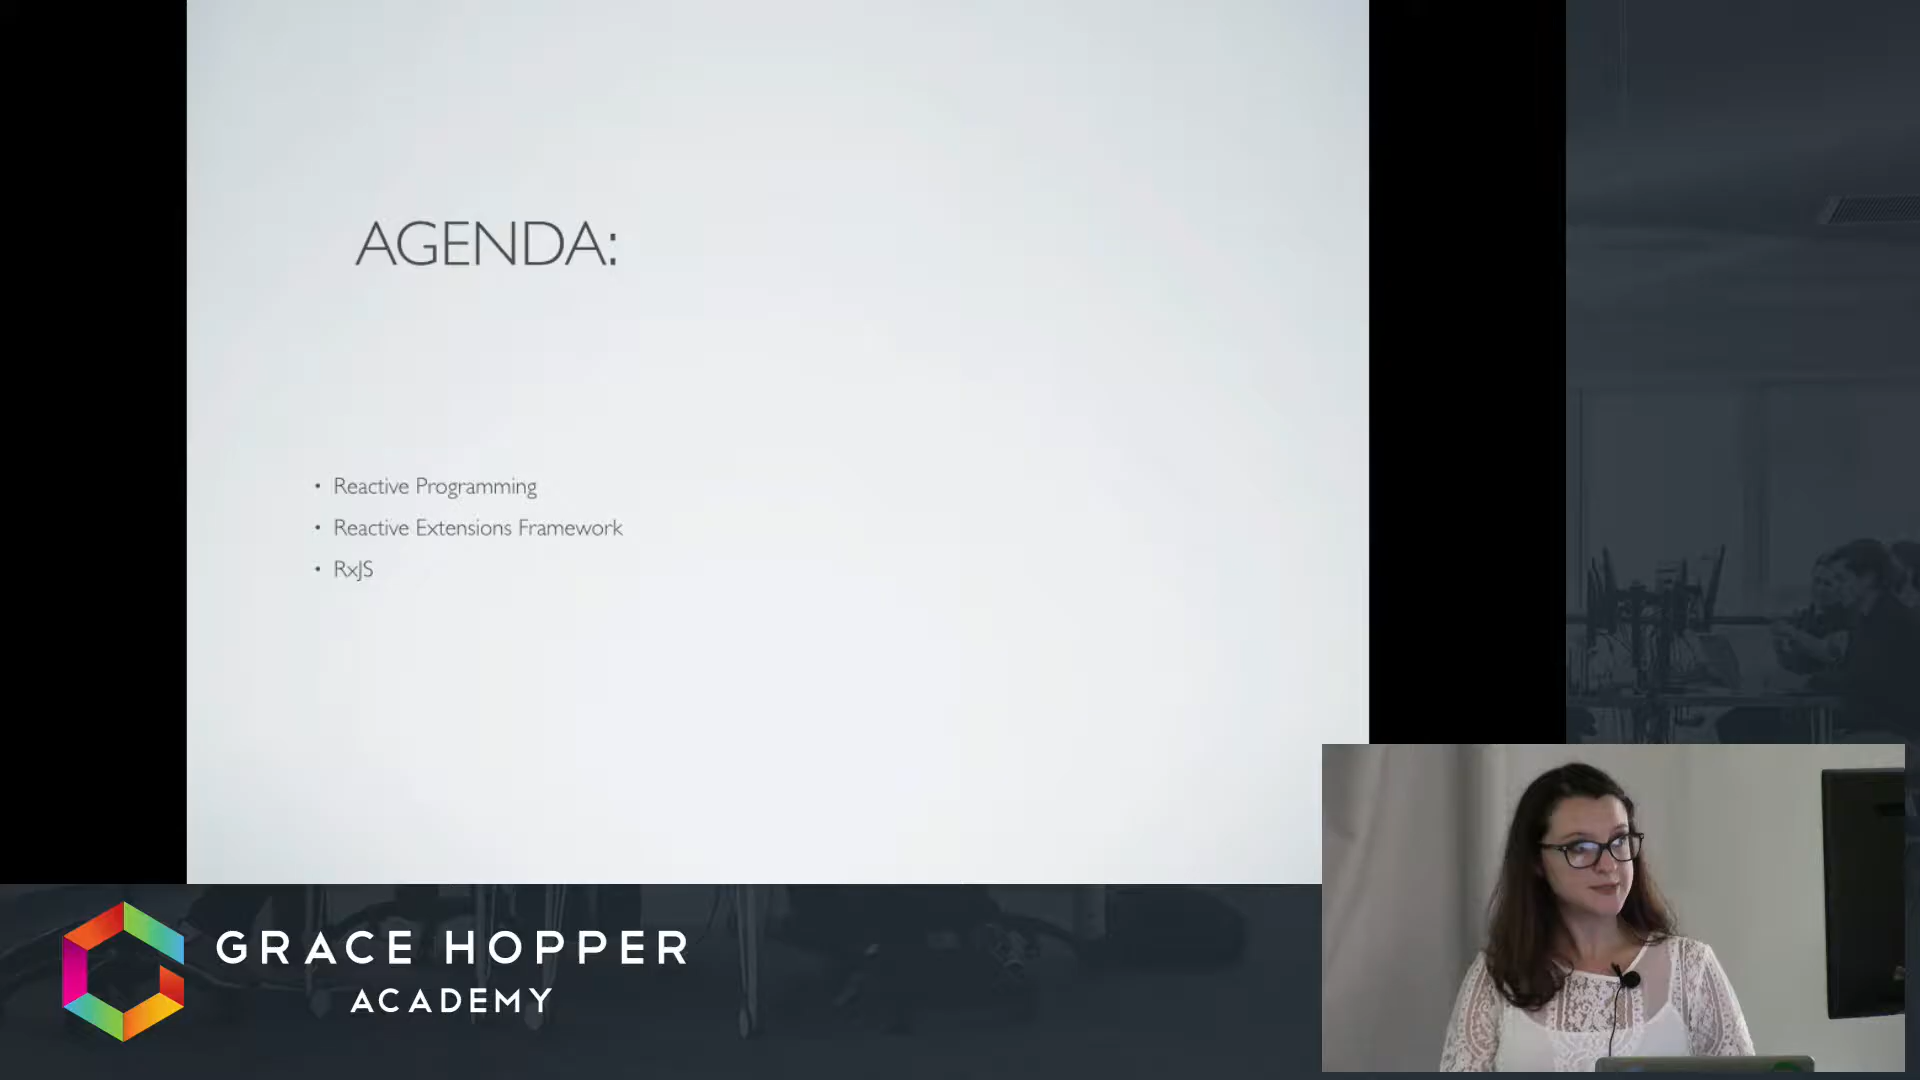 AGENDA:
• Reactive Programming
• Reactive Extensions Framework
• RxJS
GRACE HOPPER
ACADEMY